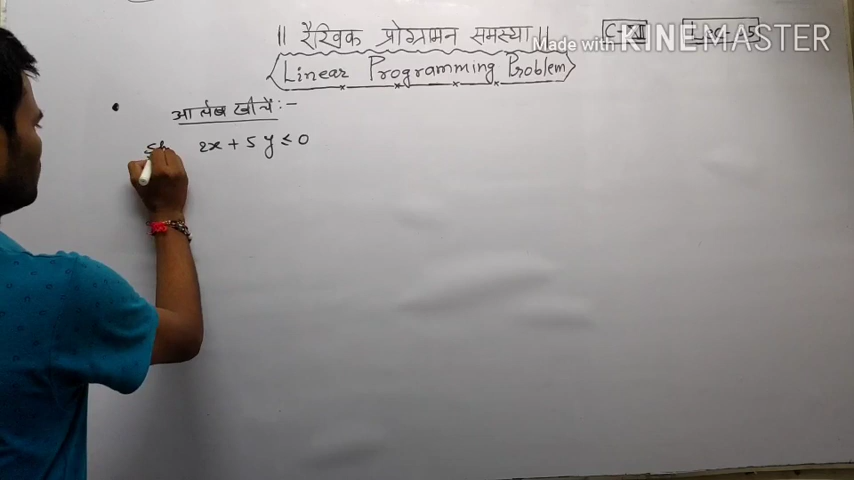 || रैखिक प्रोग्रामन समस्या ||
Made with KINEMASTER
Linear Programming Problem
• आलेख खींचें :-
2x + 5y ≤ 0